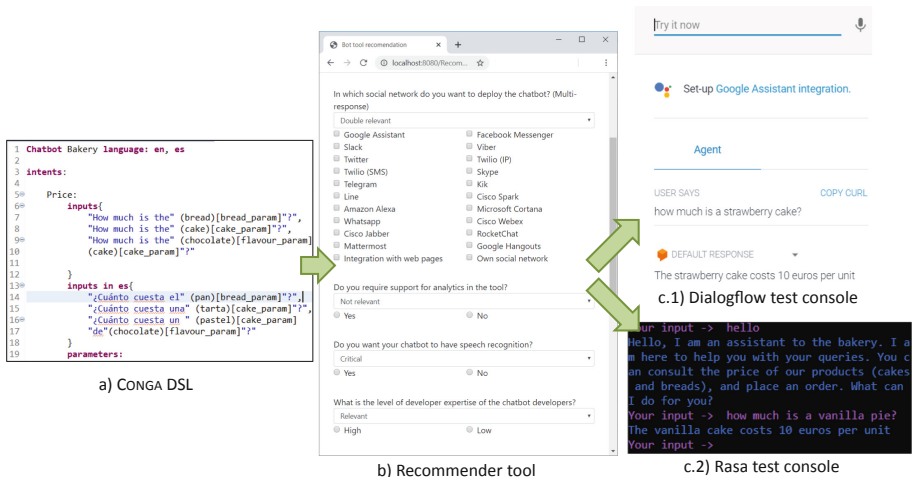 1 Chatbot Bakery language: en, es
2
3 intents:
4
5 Price:
6 inputs{
7 "How much is the" (bread)[bread_param]"?",
8 "How much is the" (cake)[cake_param]"?",
9 "How much is the" (chocolate)[flavour_param]
10 (cake)[cake_param]"?"
11
12 }
13 inputs in es{
14 "¿Cuánto cuesta el" (pan)[bread_param]"?",
15 "¿Cuánto cuesta una" (tarta)[cake_param]"?",
16 "¿Cuánto cuesta un " (pastel)[cake_param]
17 "de"(chocolate)[flavour_param]"?"
18 }
19 parameters:
a) CONGA DSL
Bot tool recomendation
localhost:8080/Recom...
In which social network do you want to deploy the chatbot? (Multi-
response)
Double relevant
Google Assistant Facebook Messenger
Slack Viber
Twitter Twilio (IP)
Twilio (SMS) Skype
Telegram Kik
Line Cisco Spark
Amazon Alexa Microsoft Cortana
Whatsapp Cisco Webex
Cisco Jabber RocketChat
Mattermost Google Hangouts
Integration with web pages Own social network
Do you require support for analytics in the tool?
Not relevant
Yes No
Do you want your chatbot to have speech recognition?
Critical
Yes No
What is the level of developer expertise of the chatbot developers?
Relevant
High Low
b) Recommender tool
Try it now
Set-up Google Assistant integration.
Agent
USER SAYS COPY CURL
how much is a strawberry cake?
DEFAULT RESPONSE
The strawberry cake costs 10 euros per unit
c.1) Dialogflow test console
Your input -> hello
Hello, I am an assistant to the bakery. I a
m here to help you with your queries. You c
an consult the price of our products (cakes
and breads), and place an order. What can
I do for you?
Your input -> how much is a vanilla pie?
The vanilla cake costs 10 euros per unit
Your input ->
c.2) Rasa test console